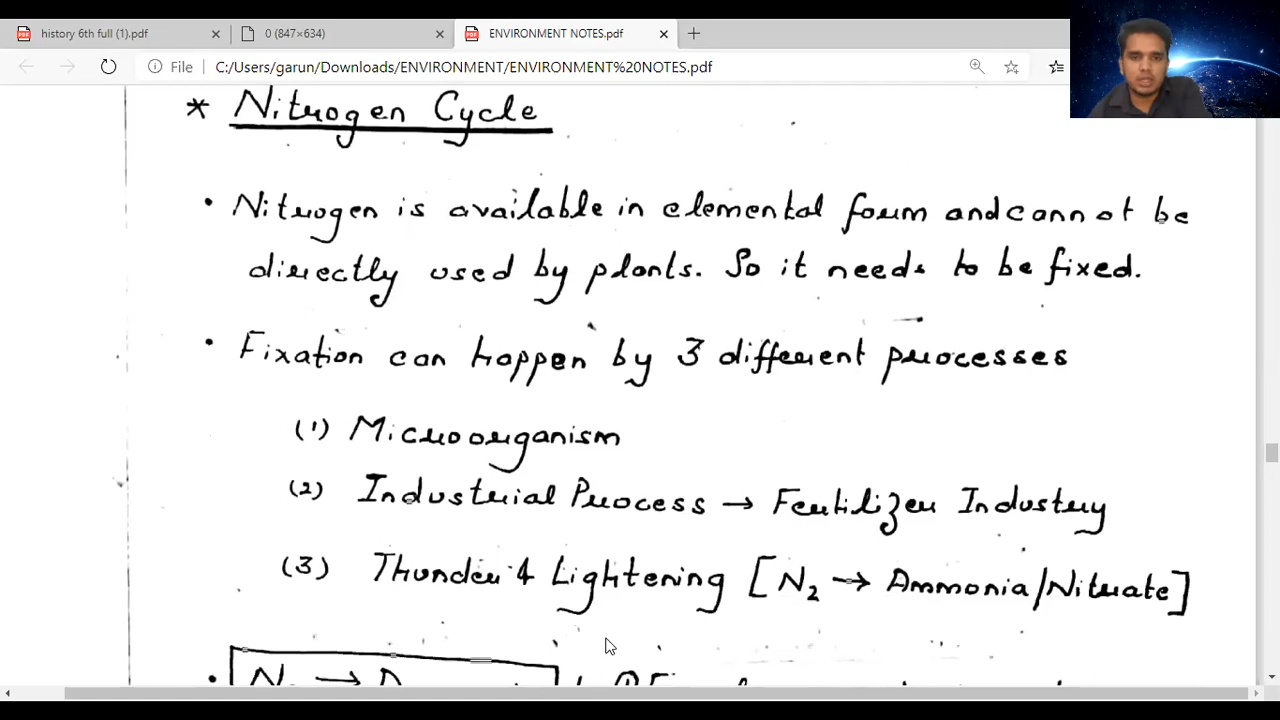 history 6th full (1).pdf
0 (847×634)
ENVIRONMENT NOTES.pdf
File
C:/Users/garun/Downloads/ENVIRONMENT/ENVIRONMENT%20NOTES.pdf
* Nitrogen Cycle
• Nitrogen is available in elemental form and cannot be
directly used by plants. So it needs to be fixed.
• Fixation can happen by 3 different processes
(1) Microorganism
(2) Industrial Process → Fertilizer Industry
(3) Thunder & Lightening [N₂ → Ammonia/Nitrate]